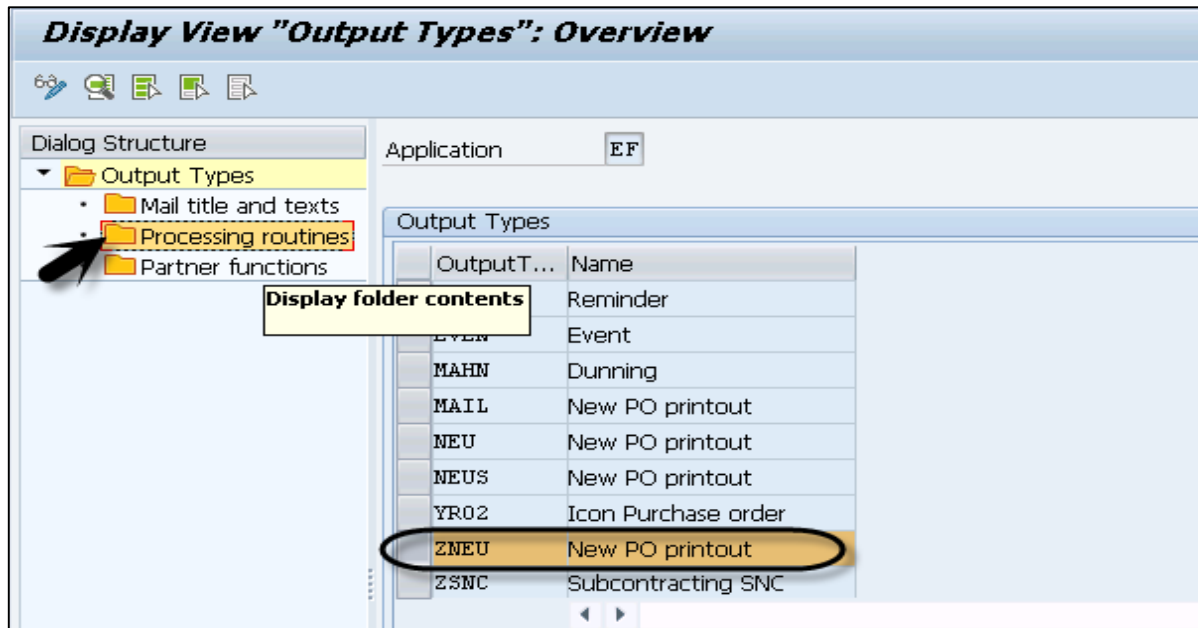 Display View "Output Types": Overview
Dialog Structure
Output Types
Mail title and texts
Processing routines
Partner functions
Display folder contents
Application EF
Output Types
OutputT... Name
Reminder
Event
MAHN Dunning
MAIL New PO printout
NEU New PO printout
NEUS New PO printout
YR02 Icon Purchase order
ZNEU New PO printout
ZSNC Subcontracting SNC